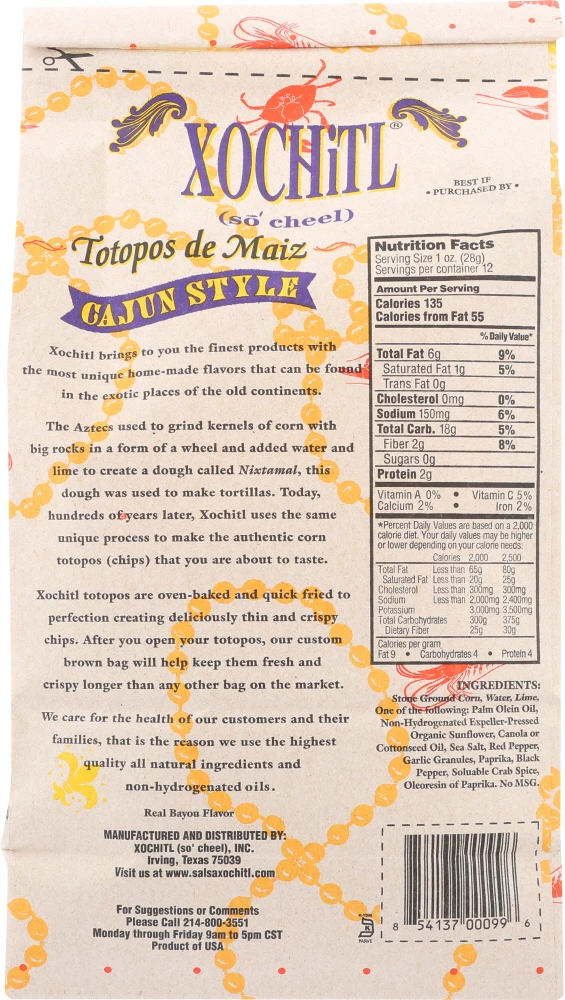 XOCHiTL®
(sō' cheel)
Totopos de Maiz
CAJUN STYLE
BEST IF
• PURCHASED BY •
Xochitl brings to you the finest products with
the most unique home-made flavors that can be found
in the exotic places of the old continents.
The Aztecs used to grind kernels of corn with
big rocks in a form of a wheel and added water and
lime to create a dough called Nixtamal, this
dough was used to make tortillas. Today,
hundreds of years later, Xochitl uses the same
unique process to make the authentic corn
totopos (chips) that you are about to taste.
Xochitl totopos are oven-baked and quick fried to
perfection creating deliciously thin and crispy
chips. After you open your totopos, our custom
brown bag will help keep them fresh and
crispy longer than any other bag on the market.
We care for the health of our customers and their
families, that is the reason we use the highest
quality all natural ingredients and
non-hydrogenated oils.
Real Bayou Flavor
MANUFACTURED AND DISTRIBUTED BY:
XOCHITL (so' cheel), INC.
Irving, Texas 75039
Visit us at www.salsaxochitl.com
For Suggestions or Comments
Please Call 214-800-3551
Monday through Friday 9am to 5pm CST
Product of USA
Nutrition Facts
Serving Size 1 oz. (28g)
Servings per container 12
Amount Per Serving
Calories 135
Calories from Fat 55
% Daily Value*
Total Fat 6g 9%
Saturated Fat 1g 5%
Trans Fat 0g
Cholesterol 0mg 0%
Sodium 150mg 6%
Total Carb. 18g 5%
Fiber 2g 8%
Sugars 0g
Protein 2g
Vitamin A 0% • Vitamin C 5%
Calcium 2% • Iron 2%
*Percent Daily Values are based on a 2,000
calorie diet. Your daily values may be higher
or lower depending on your calorie needs:
Calories 2,000 2,500
Total Fat Less than 65g 80g
Saturated Fat Less than 20g 25g
Cholesterol Less than 300mg 300mg
Sodium Less than 2,000mg 2,400mg
Potassium 3,000mg 3,500mg
Total Carbohydrates 300g 375g
Dietary Fiber 25g 30g
Calories per gram
Fat 9 • Carbohydrates 4 • Protein 4
INGREDIENTS:
Stone Ground Corn, Water, Lime,
One of the following: Palm Olein Oil,
Non-Hydrogenated Expeller-Pressed
Organic Sunflower, Canola or
Cottonseed Oil, Sea Salt, Red Pepper,
Garlic Granules, Paprika, Black
Pepper, Soluable Crab Spice,
Oleoresin of Paprika. No MSG.
K
PARVE
8 54137 00099 6